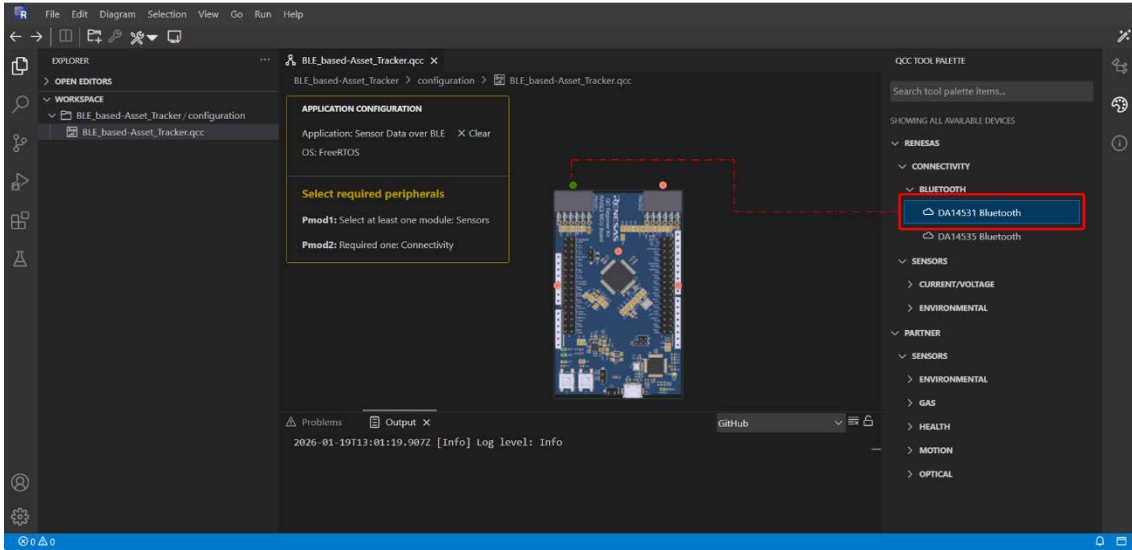 File Edit Diagram Selection View Go Run Help
EXPLORER
OPEN EDITORS
WORKSPACE
BLE_based-Asset_Tracker / configuration
BLE_based-Asset_Tracker.qcc
BLE_based-Asset_Tracker.qcc
BLE_based-Asset_Tracker > configuration > BLE_based-Asset_Tracker.qcc
APPLICATION CONFIGURATION
Application: Sensor Data over BLE × Clear
OS: FreeRTOS
Select required peripherals
Pmod1: Select at least one module: Sensors
Pmod2: Required one: Connectivity
RENESAS
Problems Output GitHub
2026-01-19T13:01:19.907Z [Info] Log level: Info
QCC TOOL PALETTE
Search tool palette items...
SHOWING ALL AVAILABLE DEVICES
RENESAS
CONNECTIVITY
BLUETOOTH
DA14531 Bluetooth
DA14535 Bluetooth
SENSORS
CURRENT/VOLTAGE
ENVIRONMENTAL
PARTNER
SENSORS
ENVIRONMENTAL
GAS
HEALTH
MOTION
OPTICAL
0 0